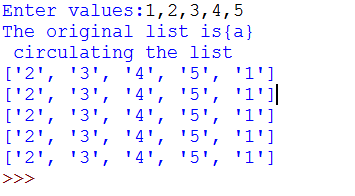 Enter values:1,2,3,4,5
The original list is{a}
 circulating the list
['2', '3', '4', '5', '1']
['2', '3', '4', '5', '1']
['2', '3', '4', '5', '1']
['2', '3', '4', '5', '1']
['2', '3', '4', '5', '1']
>>>